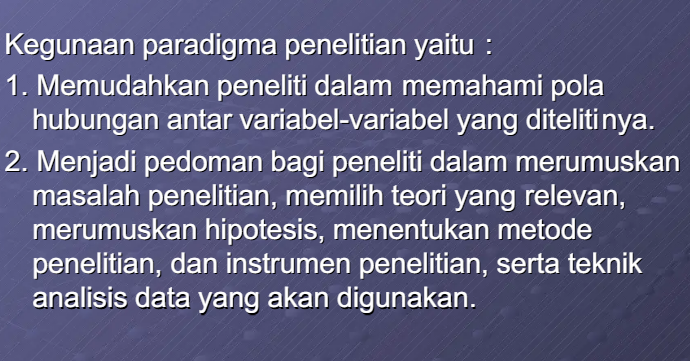 Kegunaan paradigma penelitian yaitu :
1. Memudahkan peneliti dalam memahami pola
hubungan antar variabel-variabel yang ditelitinya.
2. Menjadi pedoman bagi peneliti dalam merumuskan
masalah penelitian, memilih teori yang relevan,
merumuskan hipotesis, menentukan metode
penelitian, dan instrumen penelitian, serta teknik
analisis data yang akan digunakan.